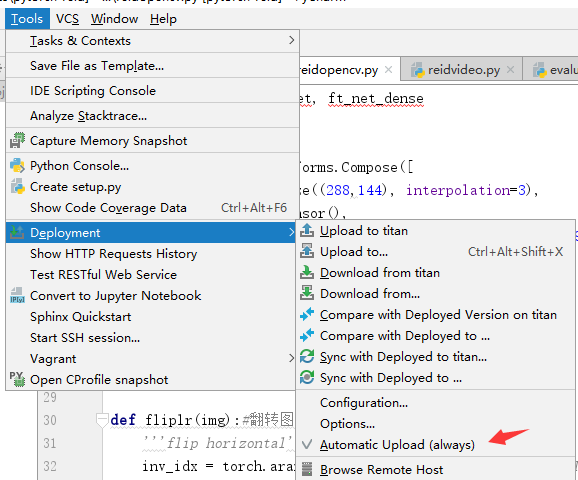 Tools VCS Window Help
Tasks & Contexts
Save File as Template...
IDE Scripting Console
Analyze Stacktrace...
Capture Memory Snapshot
Python Console...
Create setup.py
Show Code Coverage Data Ctrl+Alt+F6
Deployment
Show HTTP Requests History
Test RESTful Web Service
Convert to Jupyter Notebook
Sphinx Quickstart
Start SSH session...
Vagrant
Open CProfile snapshot
Upload to titan
Upload to... Ctrl+Alt+Shift+X
Download from titan
Download from...
Compare with Deployed Version on titan
Compare with Deployed to ...
Sync with Deployed to titan...
Sync with Deployed to ...
Configuration...
Options...
Automatic Upload (always)
Browse Remote Host
reidopencv.py reidvideo.py evalu
et, ft_net_dense
forms.Compose([
ze((288,144), interpolation=3),
nsor(),
29
30 def fliplr(img):#翻转图
31 '''flip horizontal'
32 inv_idx = torch.aran